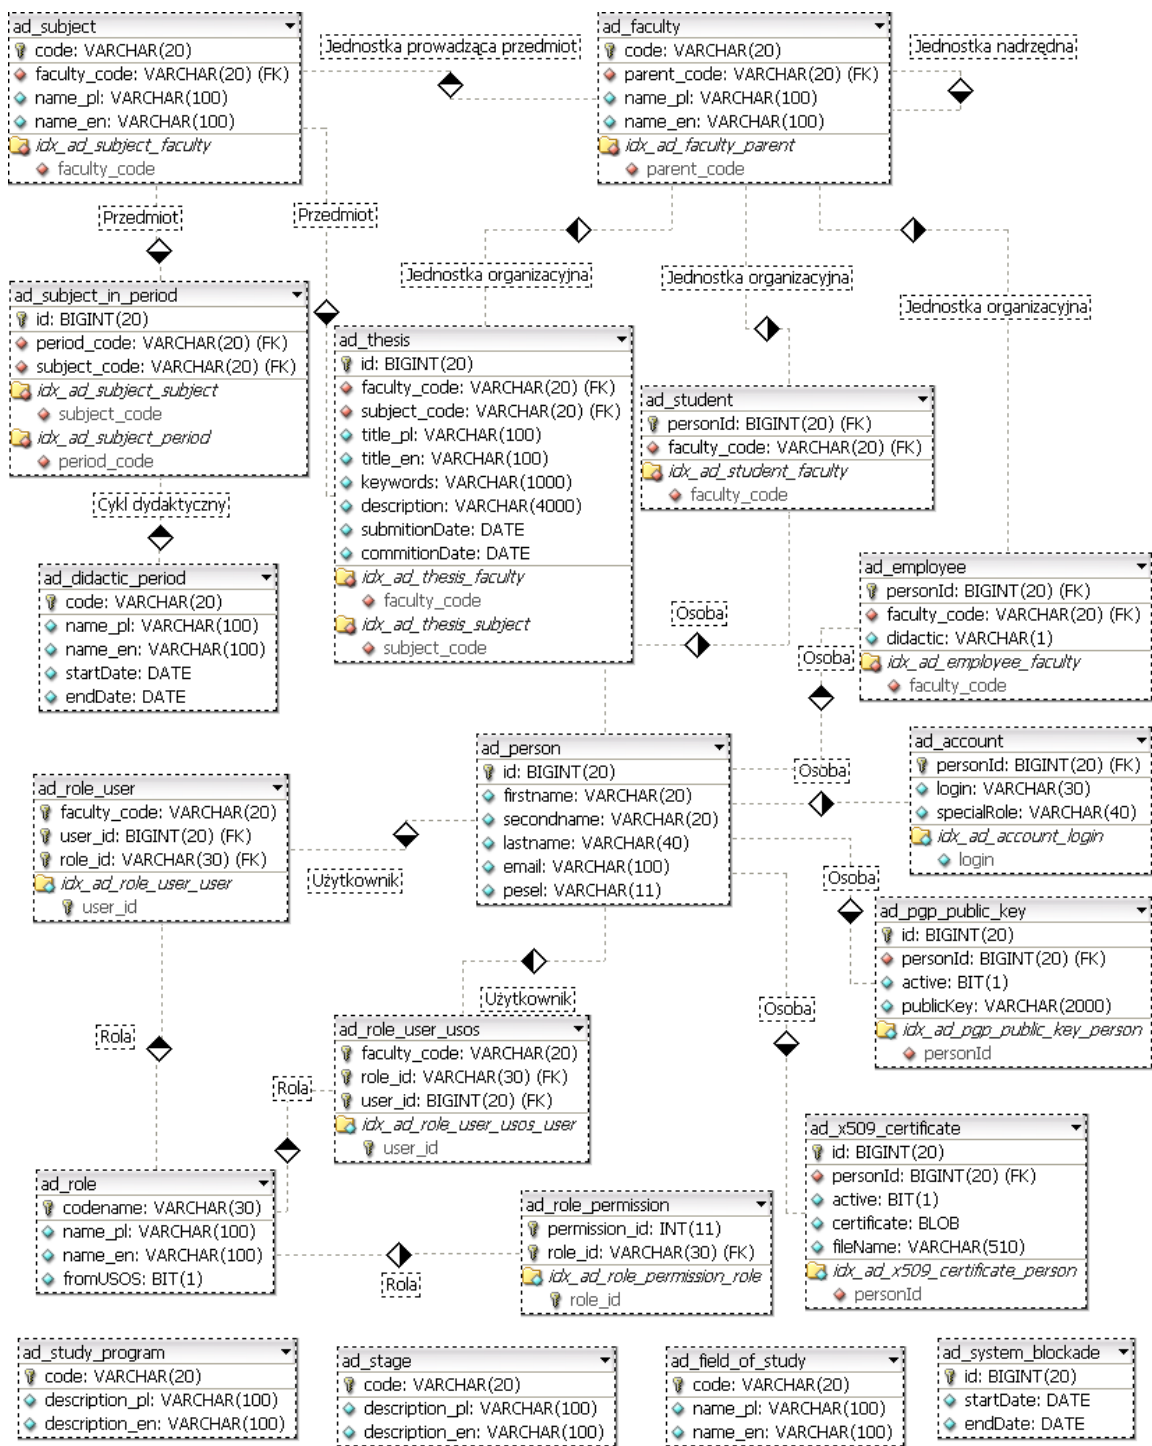 ad_subject
code: VARCHAR(20)
faculty_code: VARCHAR(20) (FK)
name_pl: VARCHAR(100)
name_en: VARCHAR(100)
idx_ad_subject_faculty
faculty_code
Jednostka prowadząca przedmiot
ad_faculty
code: VARCHAR(20)
parent_code: VARCHAR(20) (FK)
name_pl: VARCHAR(100)
name_en: VARCHAR(100)
idx_ad_faculty_parent
parent_code
Jednostka nadrzędna
Przedmiot
Przedmiot
Jednostka organizacyjna
Jednostka organizacyjna
Jednostka organizacyjna
ad_subject_in_period
id: BIGINT(20)
period_code: VARCHAR(20) (FK)
subject_code: VARCHAR(20) (FK)
idx_ad_subject_subject
subject_code
idx_ad_subject_period
period_code
ad_thesis
id: BIGINT(20)
faculty_code: VARCHAR(20) (FK)
subject_code: VARCHAR(20) (FK)
title_pl: VARCHAR(100)
title_en: VARCHAR(100)
keywords: VARCHAR(1000)
description: VARCHAR(4000)
submitionDate: DATE
commitionDate: DATE
idx_ad_thesis_faculty
faculty_code
idx_ad_thesis_subject
subject_code
ad_student
personId: BIGINT(20) (FK)
faculty_code: VARCHAR(20) (FK)
idx_ad_student_faculty
faculty_code
Cykl dydaktyczny
ad_didactic_period
code: VARCHAR(20)
name_pl: VARCHAR(100)
name_en: VARCHAR(100)
startDate: DATE
endDate: DATE
ad_employee
personId: BIGINT(20) (FK)
faculty_code: VARCHAR(20) (FK)
didactic: VARCHAR(1)
idx_ad_employee_faculty
faculty_code
Osoba
Osoba
Osoba
ad_person
id: BIGINT(20)
firstname: VARCHAR(20)
secondname: VARCHAR(20)
lastname: VARCHAR(40)
email: VARCHAR(100)
pesel: VARCHAR(11)
ad_account
personId: BIGINT(20) (FK)
login: VARCHAR(30)
specialRole: VARCHAR(40)
idx_ad_account_login
login
ad_role_user
faculty_code: VARCHAR(20)
user_id: BIGINT(20) (FK)
role_id: VARCHAR(30) (FK)
idx_ad_role_user_user
user_id
Użytkownik
Osoba
ad_pgp_public_key
id: BIGINT(20)
personId: BIGINT(20) (FK)
active: BIT(1)
publicKey: VARCHAR(2000)
idx_ad_pgp_public_key_person
personId
Użytkownik
Osoba
Rola
ad_role_user_usos
faculty_code: VARCHAR(20)
role_id: VARCHAR(30) (FK)
user_id: BIGINT(20) (FK)
idx_ad_role_user_usos_user
user_id
Rola
ad_x509_certificate
id: BIGINT(20)
personId: BIGINT(20) (FK)
active: BIT(1)
certificate: BLOB
fileName: VARCHAR(510)
idx_ad_x509_certificate_person
personId
ad_role
codename: VARCHAR(30)
name_pl: VARCHAR(100)
name_en: VARCHAR(100)
fromUSOS: BIT(1)
Rola
ad_role_permission
permission_id: INT(11)
role_id: VARCHAR(30) (FK)
idx_ad_role_permission_role
role_id
ad_study_program
code: VARCHAR(20)
description_pl: VARCHAR(100)
description_en: VARCHAR(100)
ad_stage
code: VARCHAR(20)
description_pl: VARCHAR(100)
description_en: VARCHAR(100)
ad_field_of_study
code: VARCHAR(20)
name_pl: VARCHAR(100)
name_en: VARCHAR(100)
ad_system_blockade
id: BIGINT(20)
startDate: DATE
endDate: DATE